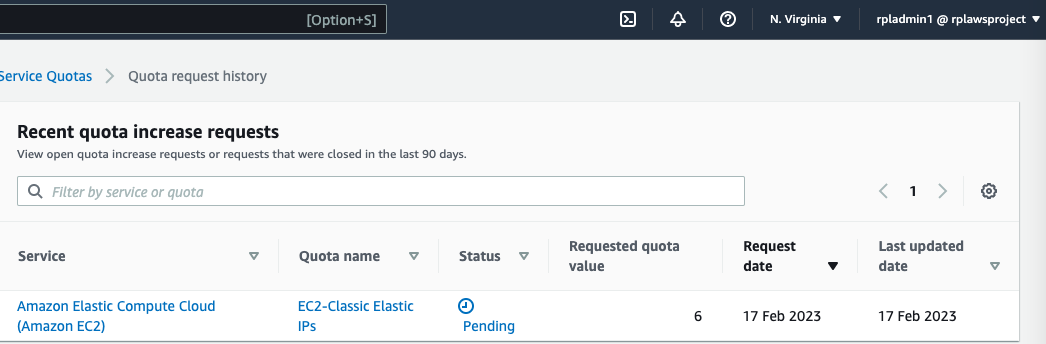 [Option+S]
N. Virginia
rpladmin1 @ rplawsproject
Service Quotas
Quota request history
Recent quota increase requests
View open quota increase requests or requests that were closed in the last 90 days.
Filter by service or quota
1
Service
Quota name
Status
Requested quota
value
Request
date
Last updated
date
Amazon Elastic Compute Cloud
(Amazon EC2)
EC2-Classic Elastic
IPs
Pending
6
17 Feb 2023
17 Feb 2023